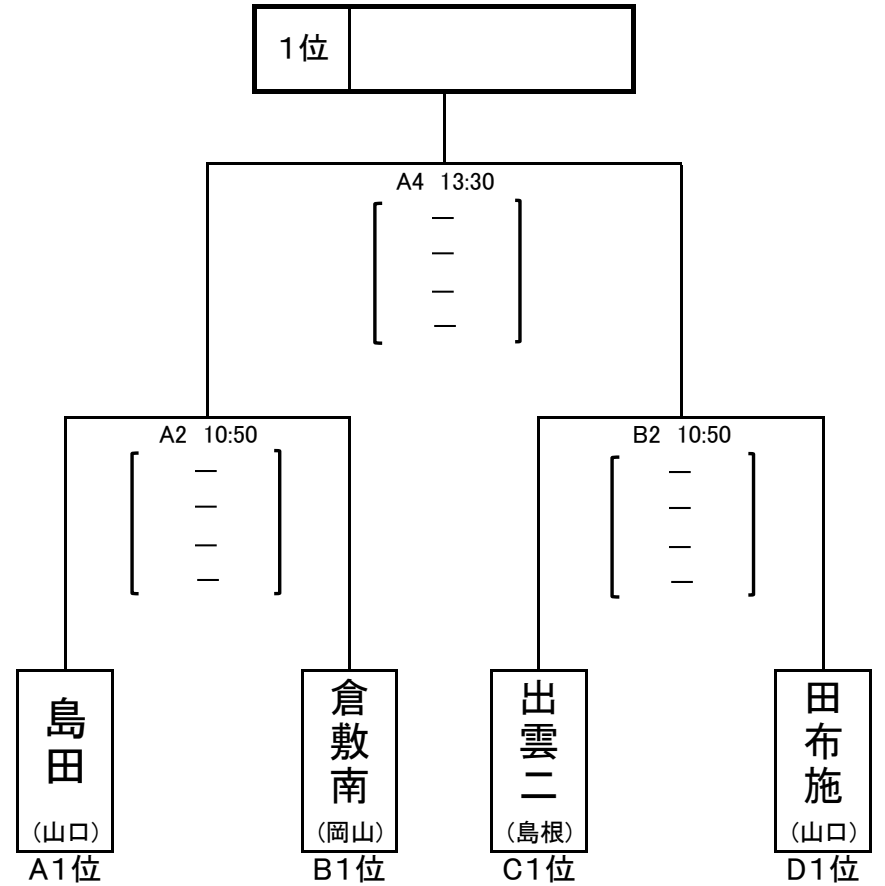 1位
A4 13:30
―
―
―
―
A2 10:50
B2 10:50
―
―
―
―
―
―
―
―
島田
(山口)
A1位
倉敷南
(岡山)
B1位
出雲二
(島根)
C1位
田布施
(山口)
D1位